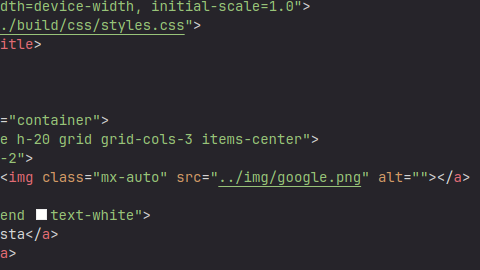 dth=device-width, initial-scale=1.0">
./build/css/styles.css">
itle>
="container">
e h-20 grid grid-cols-3 items-center">
-2">
<img class="mx-auto" src="../img/google.png" alt=""></a>
end text-white">
sta</a>
a>